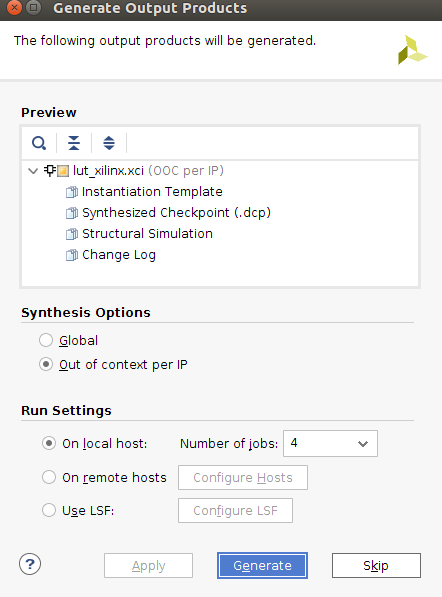 Generate Output Products
The following output products will be generated.
Preview
lut_xilinx.xci (OOC per IP)
Instantiation Template
Synthesized Checkpoint (.dcp)
Structural Simulation
Change Log
Synthesis Options
Global
Out of context per IP
Run Settings
On local host: Number of jobs: 4
On remote hosts Configure Hosts
Use LSF: Configure LSF
? Apply Generate Skip